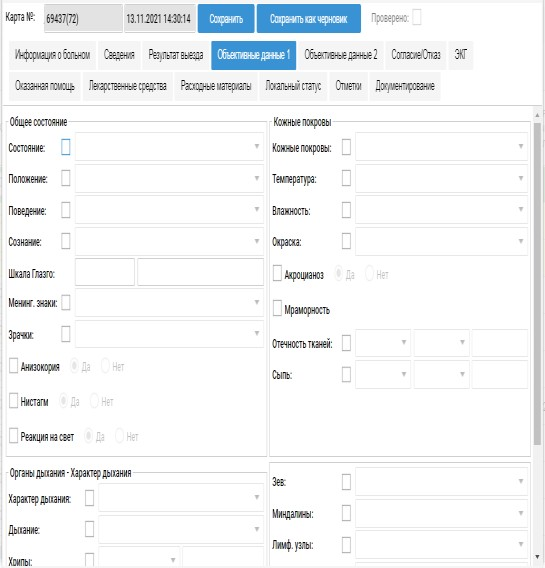 Карта №: 69437(72) 13.11.2021 14:30:14 Сохранить Сохранить как черновик Проверено:
Информация о больном Сведения Результат выезда Объективные данные 1 Объективные данные 2 Согласие/Отказ ЭКГ
Оказанная помощь Лекарственные средства Расходные материалы Локальный статус Отметки Документирование
Общее состояние
Состояние:
Положение:
Поведение:
Сознание:
Шкала Глазго:
Менинг. знаки:
Зрачки:
Анизокория Да Нет
Нистагм Да Нет
Реакция на свет Да Нет
Кожные покровы
Кожные покровы:
Температура:
Влажность:
Окраска:
Акроцианоз Да Нет
Мраморность
Отечность тканей:
Сыпь:
Органы дыхания - Характер дыхания
Характер дыхания:
Дыхание:
Хрипы:
Зев:
Миндалины:
Лимф. узлы: